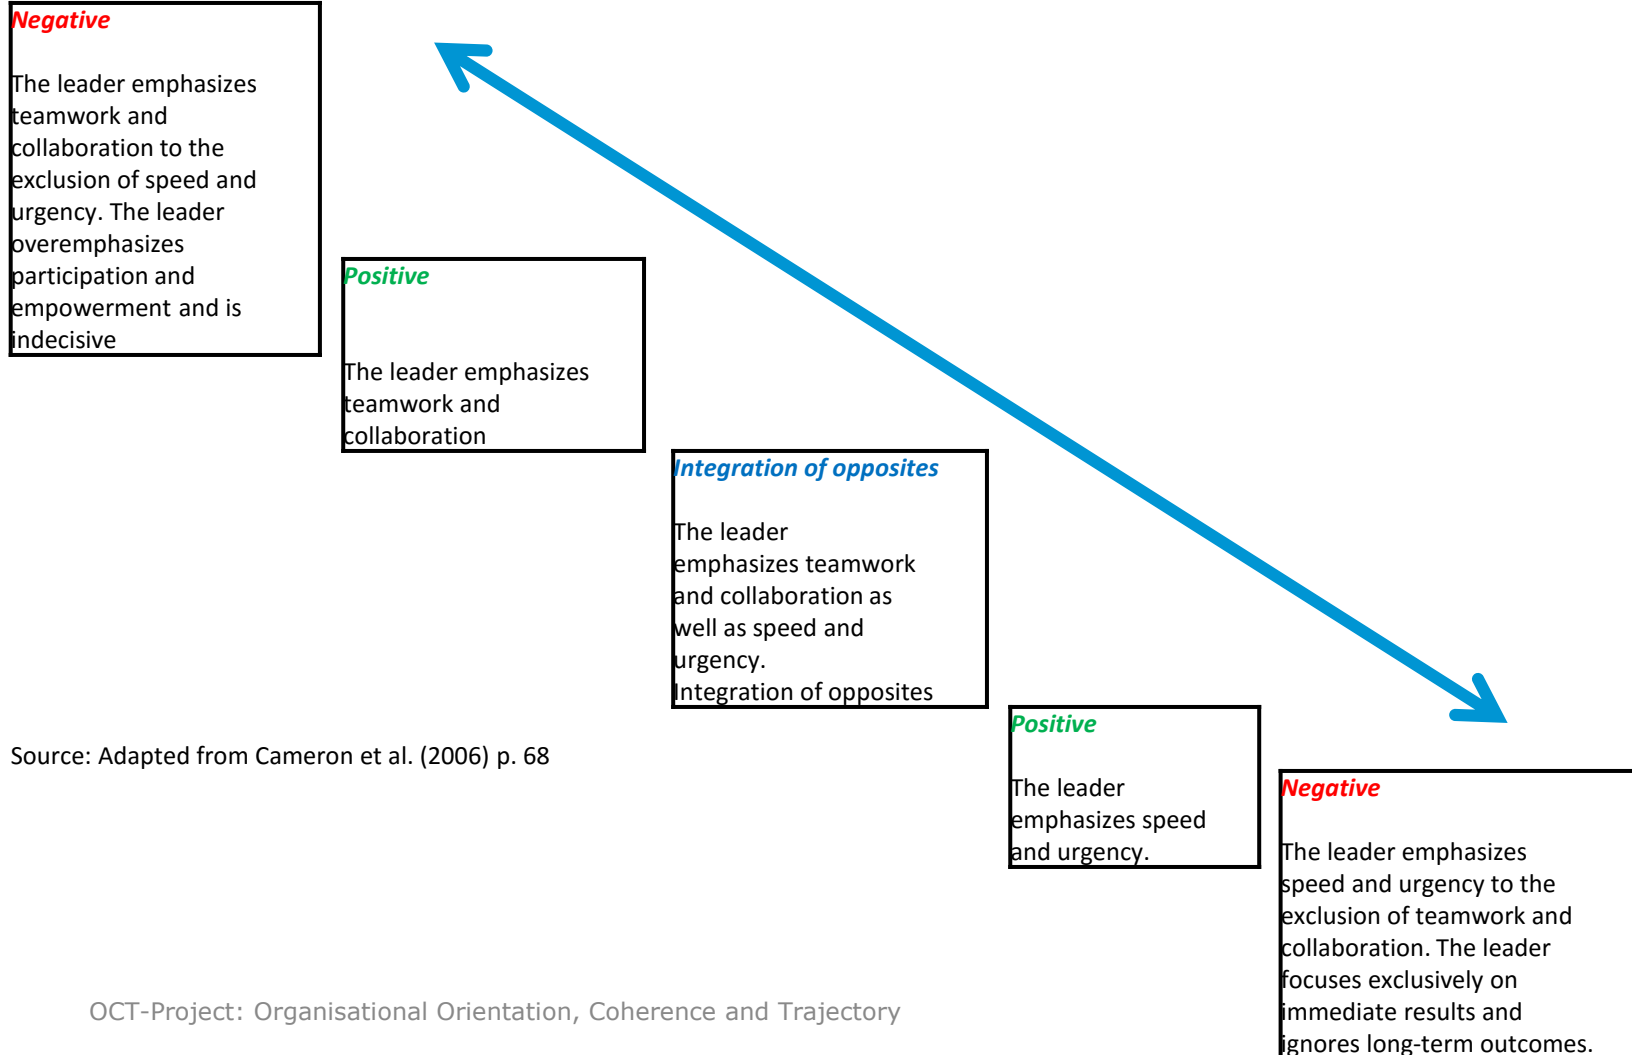 Negative
The leader emphasizes
teamwork and
collaboration to the
exclusion of speed and
urgency. The leader
overemphasizes
participation and
empowerment and is
indecisive
Positive
The leader emphasizes
teamwork and
collaboration
Integration of opposites
The leader
emphasizes teamwork
and collaboration as
well as speed and
urgency.
Integration of opposites
Positive
The leader
emphasizes speed
and urgency.
Negative
The leader emphasizes
speed and urgency to the
exclusion of teamwork and
collaboration. The leader
focuses exclusively on
immediate results and
ignores long-term outcomes.
Source: Adapted from Cameron et al. (2006) p. 68
OCT-Project: Organisational Orientation, Coherence and Trajectory